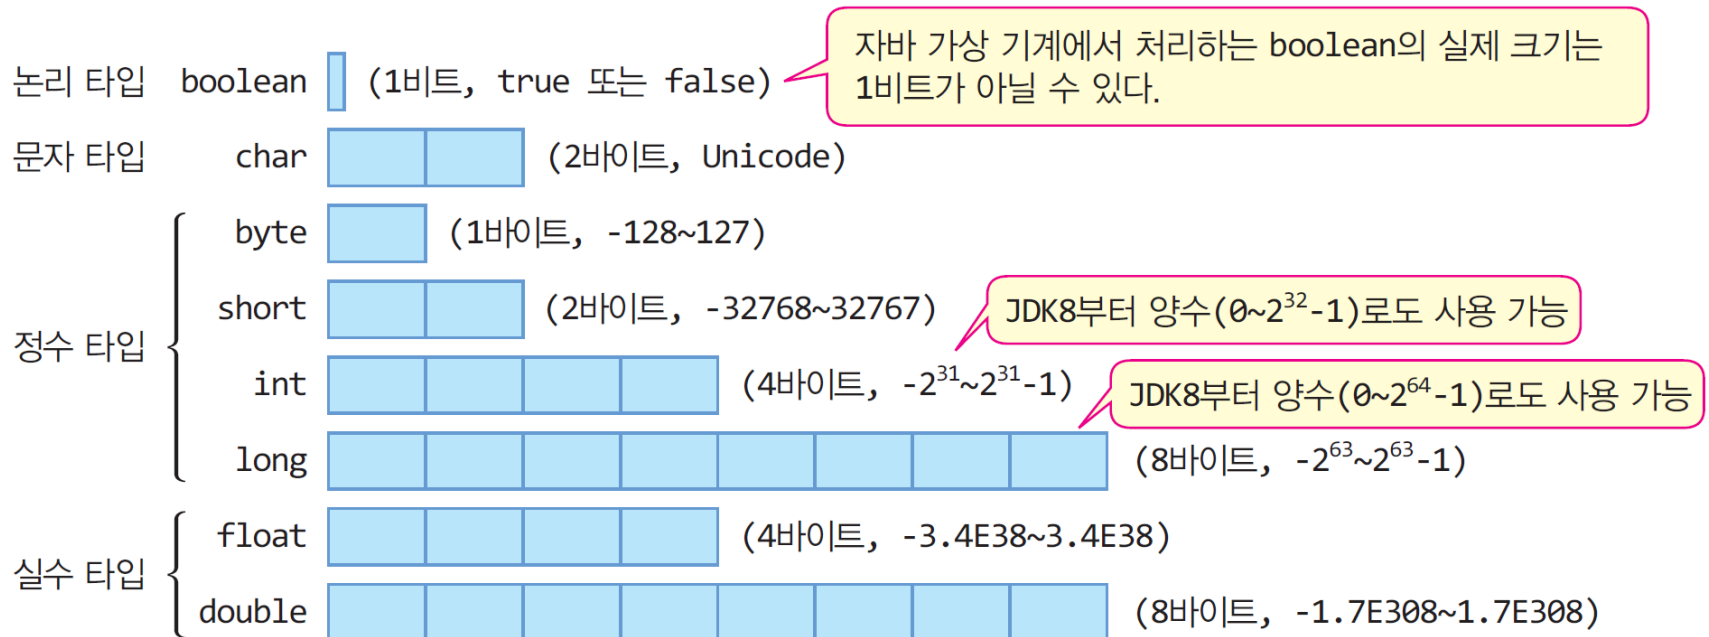 자바 가상 기계에서 처리하는 boolean의 실제 크기는
1비트가 아닐 수 있다.
논리 타입 boolean (1비트, true 또는 false)
문자 타입 char (2바이트, Unicode)
byte (1바이트, -128~127)
short (2바이트, -32768~32767)
JDK8부터 양수(0~2³²-1)로도 사용 가능
정수 타입
int (4바이트, -2³¹~2³¹-1)
JDK8부터 양수(0~2⁶⁴-1)로도 사용 가능
long (8바이트, -2⁶³~2⁶³-1)
float (4바이트, -3.4E38~3.4E38)
실수 타입
double (8바이트, -1.7E308~1.7E308)